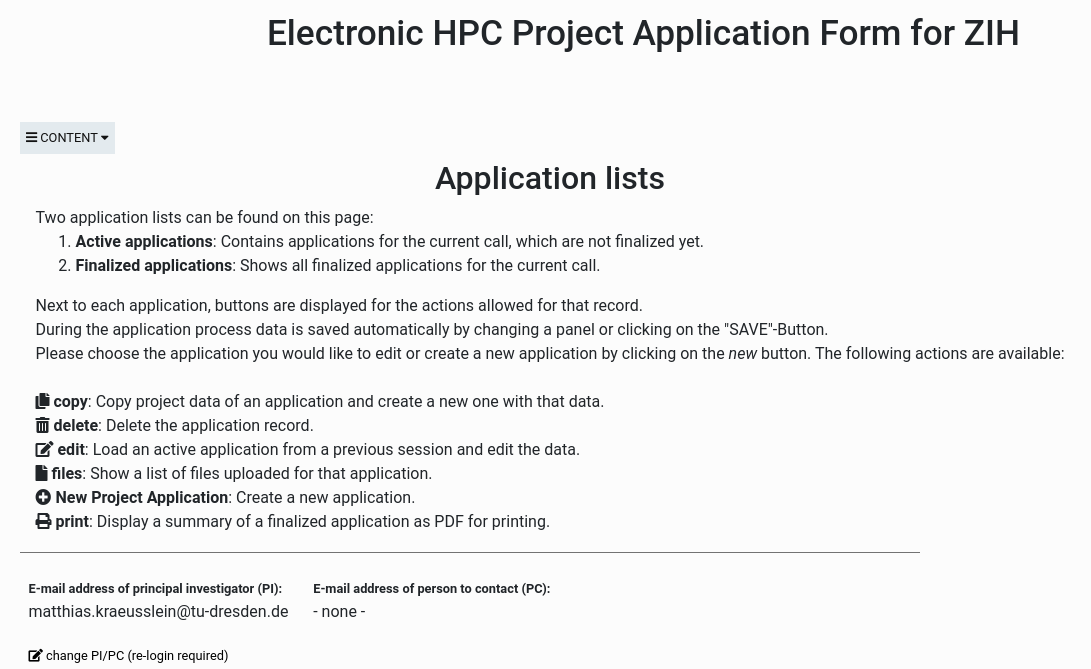 Electronic HPC Project Application Form for ZIH
CONTENT
Application lists
Two application lists can be found on this page:
1. Active applications: Contains applications for the current call, which are not finalized yet.
2. Finalized applications: Shows all finalized applications for the current call.
Next to each application, buttons are displayed for the actions allowed for that record.
During the application process data is saved automatically by changing a panel or clicking on the "SAVE"-Button.
Please choose the application you would like to edit or create a new application by clicking on the new button. The following actions are available:
copy: Copy project data of an application and create a new one with that data.
delete: Delete the application record.
edit: Load an active application from a previous session and edit the data.
files: Show a list of files uploaded for that application.
New Project Application: Create a new application.
print: Display a summary of a finalized application as PDF for printing.
E-mail address of principal investigator (PI): E-mail address of person to contact (PC):
matthias.kraeusslein@tu-dresden.de - none -
change PI/PC (re-login required)